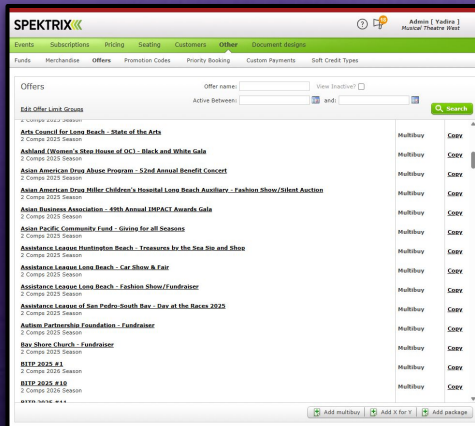 SPEKTRIX
?
Admin [ Yadira ]
Musical Theatre West
Events Subscriptions Pricing Seating Customers Other Document designs
Funds Merchandise Offers Promotion Codes Priority Booking Custom Payments Soft Credit Types
Offers
Offer name:
View Inactive?
Active Between:
and:
Edit Offer Limit Groups
Search
2 Comps 2025 Season
Arts Council for Long Beach - State of the Arts Multibuy Copy
2 Comps 2025 Season
Ashland (Women's Step House of OC) - Black and White Gala Multibuy Copy
2 Comps 2025 Season
Asian American Drug Abuse Program - 52nd Annual Benefit Concert Multibuy Copy
2 Comps 2025 Season
Asian American Drug Miller Children's Hospital Long Beach Auxiliary - Fashion Show/Silent Auction Multibuy Copy
2 Comps 2025 Season
Asian Business Association - 49th Annual IMPACT Awards Gala Multibuy Copy
2 Comps 2025 Season
Asian Pacific Community Fund - Giving for all Seasons Multibuy Copy
2 Comps 2025 Season
Assistance League Huntington Beach - Treasures by the Sea Sip and Shop Multibuy Copy
2 Comps 2025 Season
Assistance League Long Beach - Car Show & Fair Multibuy Copy
2 Comps 2025 Season
Assistance League Long Beach - Fashion Show/Fundraiser Multibuy Copy
2 Comps 2025 Season
Assistance League of San Pedro-South Bay - Day at the Races 2025 Multibuy Copy
2 Comps 2025 Season
Autism Partnership Foundation - Fundraiser Multibuy Copy
2 Comps 2025 Season
Bay Shore Church - Fundraiser Multibuy Copy
2 Comps 2025 Season
BITP 2025 #1 Multibuy Copy
2 Comps 2026 Season
BITP 2025 #10 Multibuy Copy
2 Comps 2026 Season
BITP 2025 #11
Add multibuy Add X for Y Add package